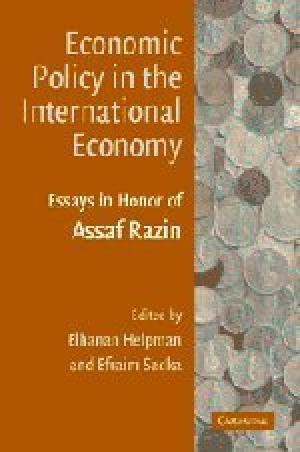 Economic
Policy in the
International
Economy
Essays in Honor of
Assaf Razin
Edited by
Elhanan Helpman
and Efraim Sadka
CAMBRIDGE